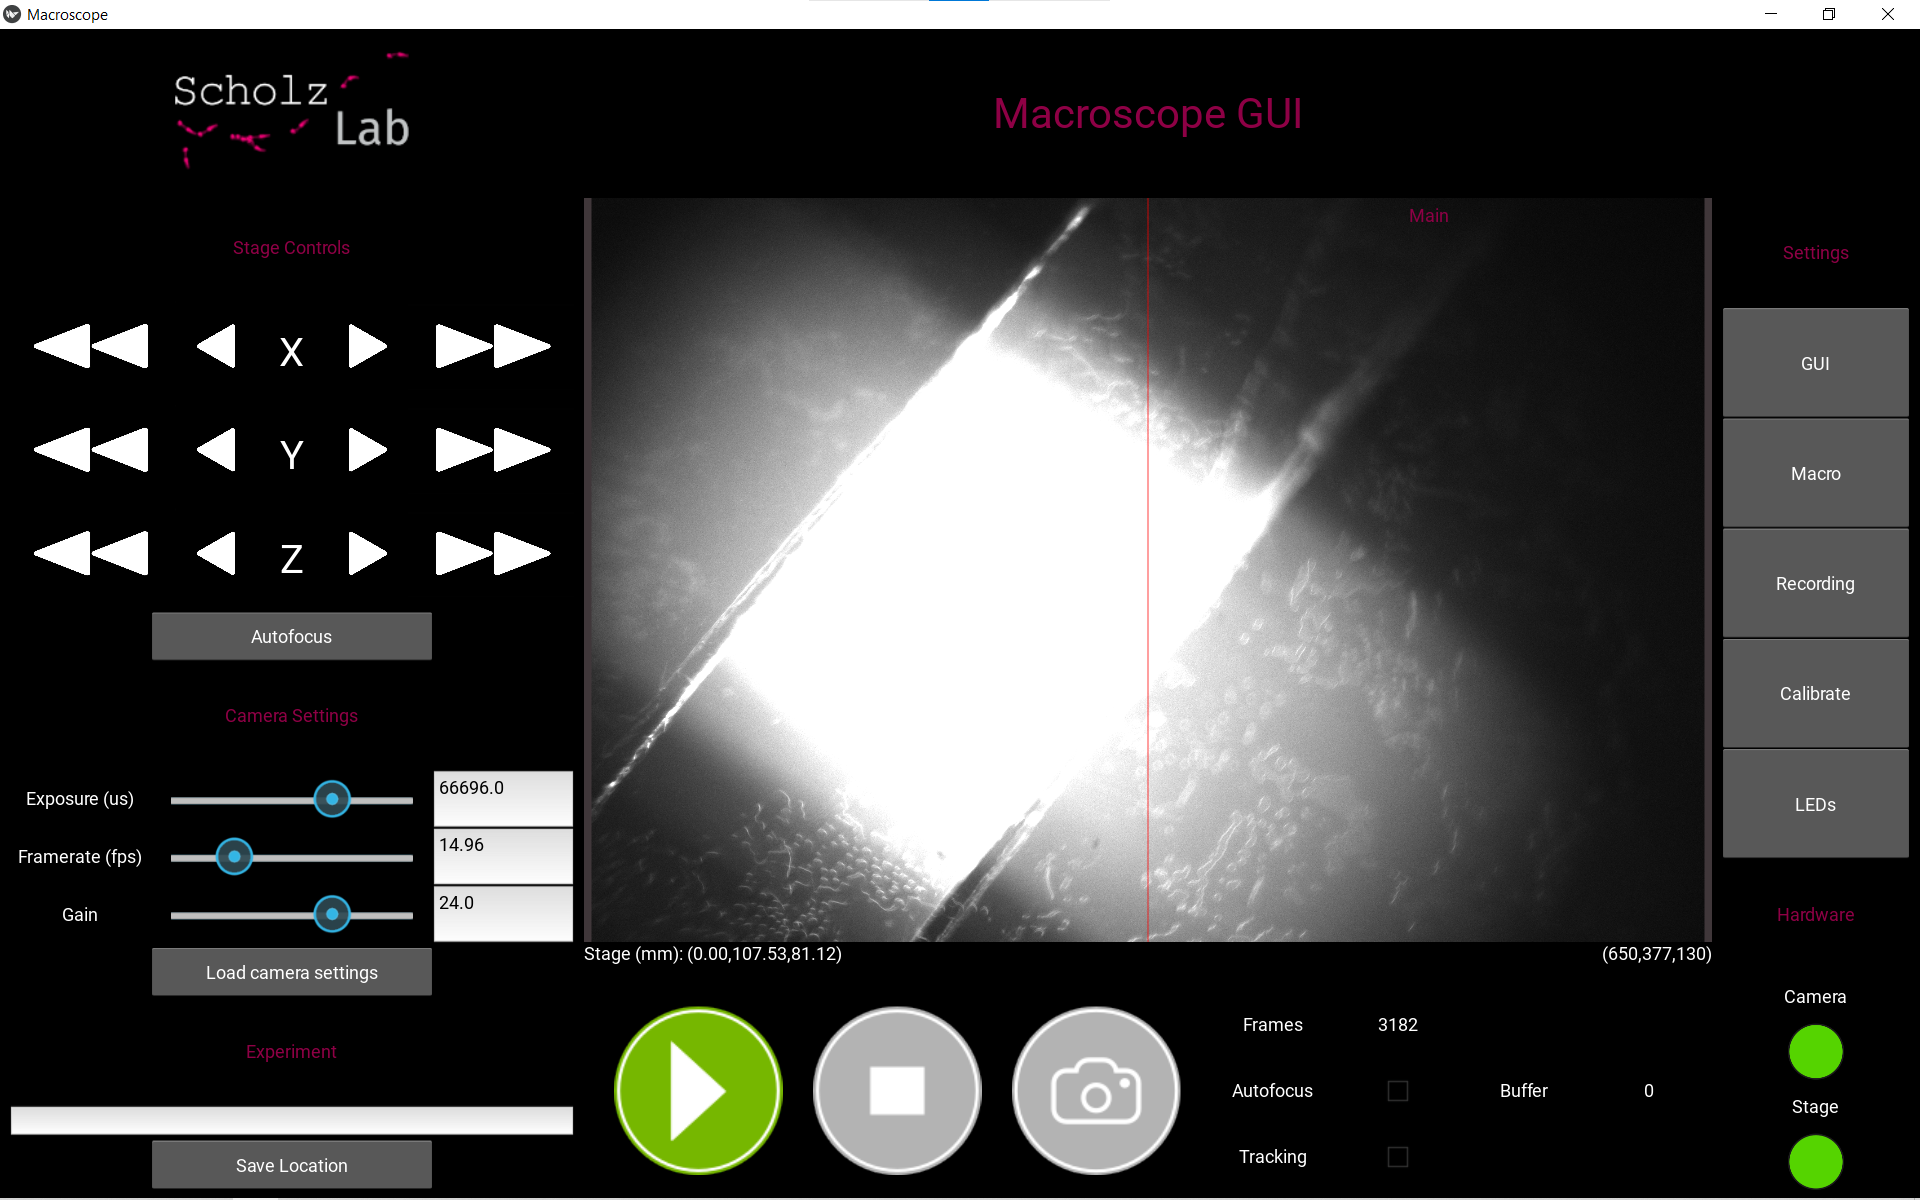 Macroscope
Scholz
Lab
Macroscope GUI
Stage Controls
X
Y
Z
Autofocus
Camera Settings
Exposure (us) 66696.0
Framerate (fps) 14.96
Gain 24.0
Load camera settings
Experiment
Save Location
Main
Stage (mm): (0.00,107.53,81.12) (650,377,130)
Frames 3182
Autofocus Buffer 0
Tracking
Settings
GUI
Macro
Recording
Calibrate
LEDs
Hardware
Camera
Stage